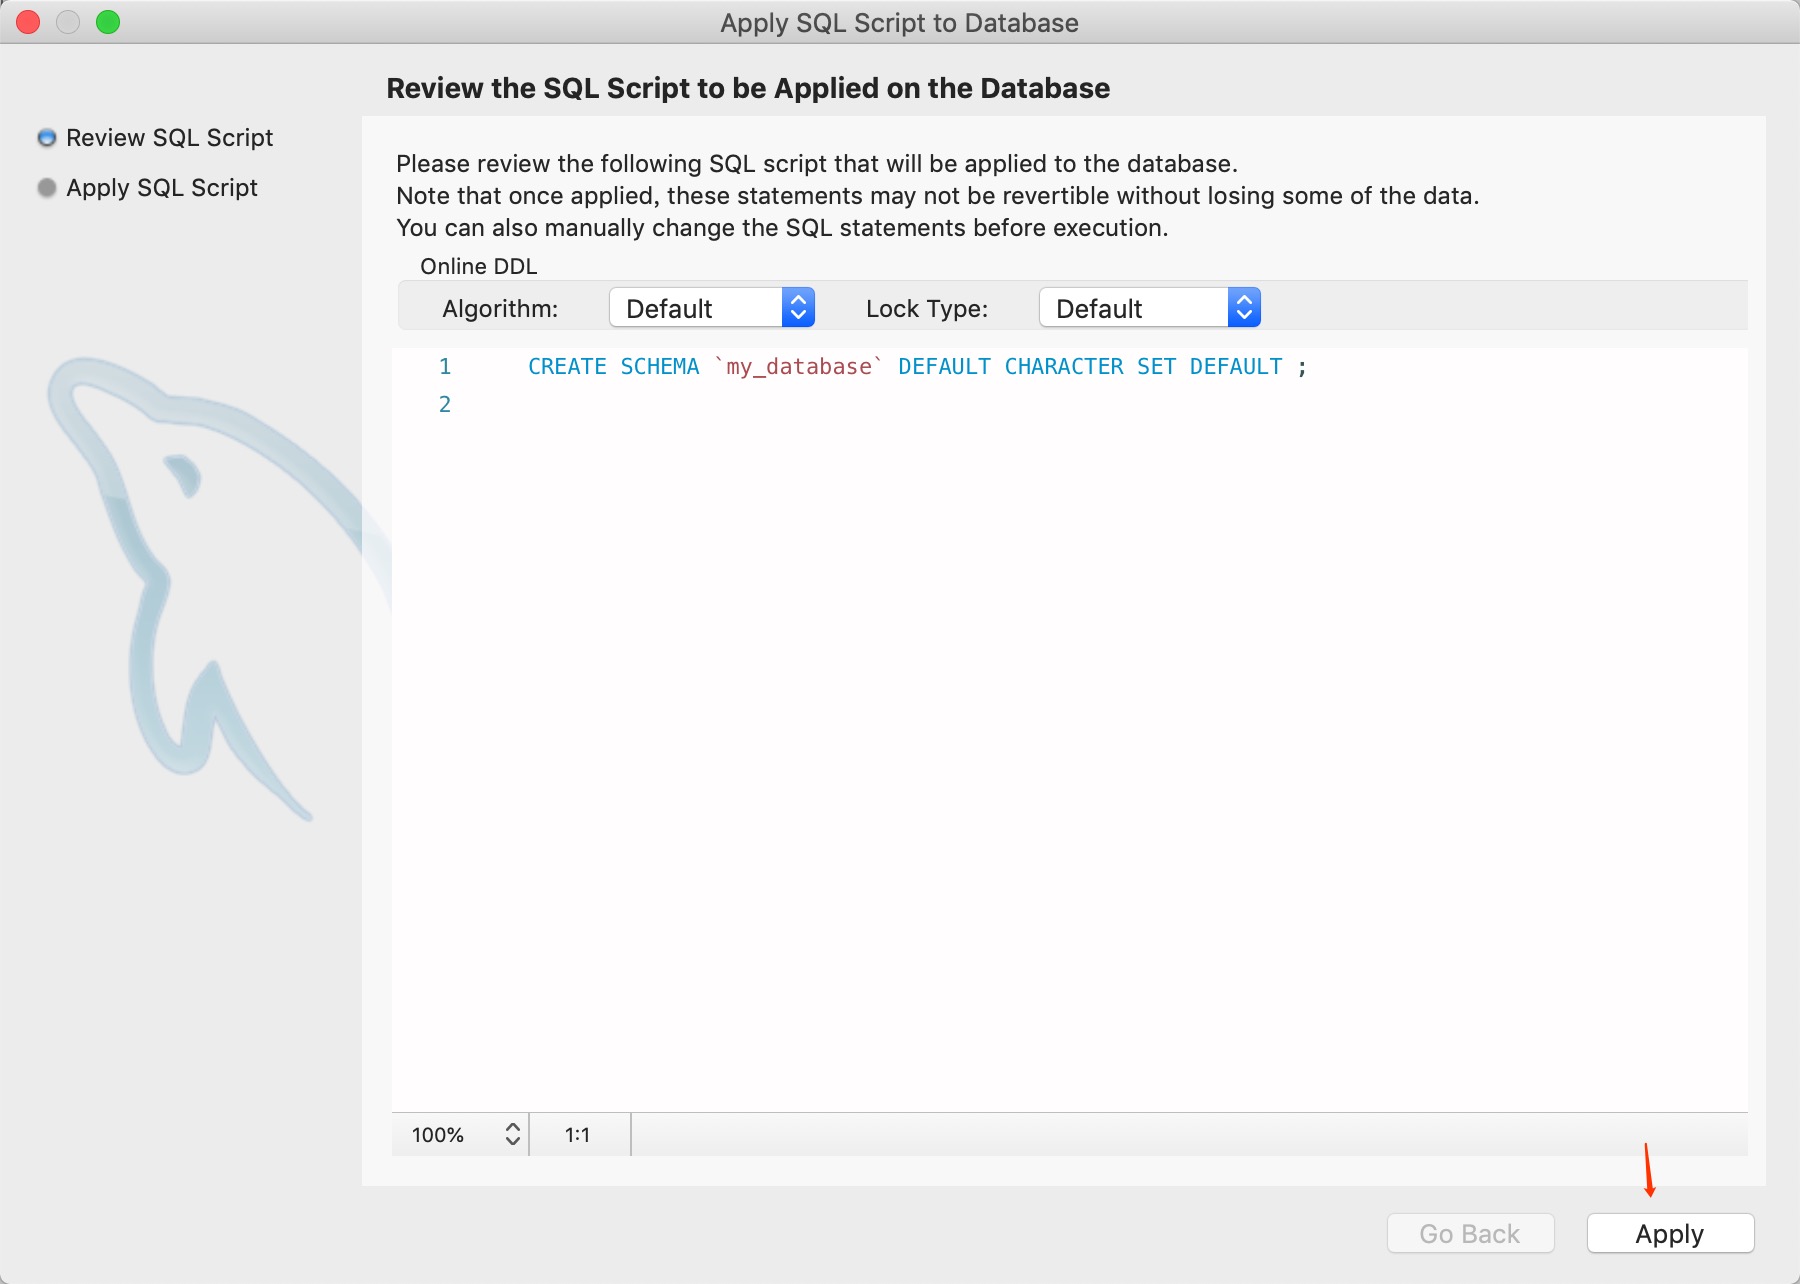 Apply SQL Script to Database
Review the SQL Script to be Applied on the Database
Review SQL Script
Apply SQL Script
Please review the following SQL script that will be applied to the database.
Note that once applied, these statements may not be revertible without losing some of the data.
You can also manually change the SQL statements before execution.
Online DDL
Algorithm: Default Lock Type: Default
1 CREATE SCHEMA `my_database` DEFAULT CHARACTER SET DEFAULT ;
2
100% 1:1
Go Back Apply